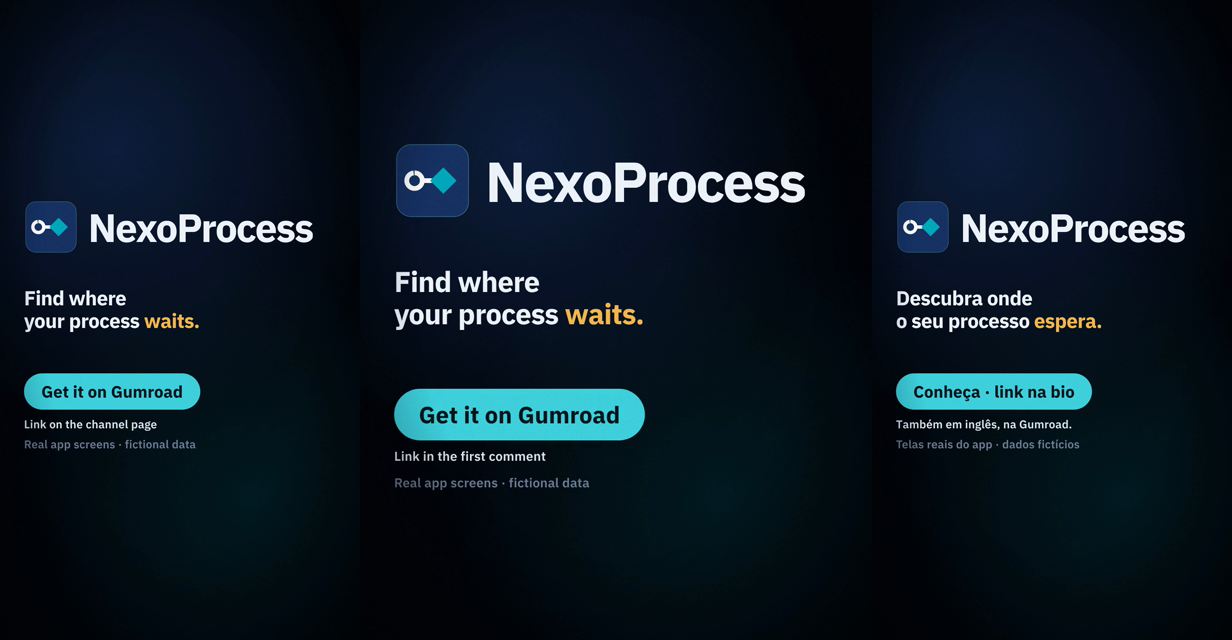 NexoProcess
Find where
your process waits.
Get it on Gumroad
Link on the channel page
Real app screens · fictional data
NexoProcess
Find where
your process waits.
Get it on Gumroad
Link in the first comment
Real app screens · fictional data
NexoProcess
Descubra onde
o seu processo espera.
Conheça · link na bio
Também em inglês, na Gumroad.
Telas reais do app · dados fictícios